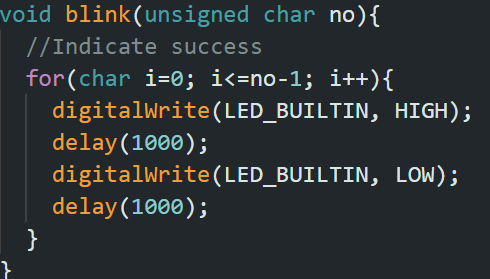 void blink(unsigned char no){
  //Indicate success
  for(char i=0; i<=no-1; i++){
    digitalWrite(LED_BUILTIN, HIGH);
    delay(1000);
    digitalWrite(LED_BUILTIN, LOW);
    delay(1000);
  }
}